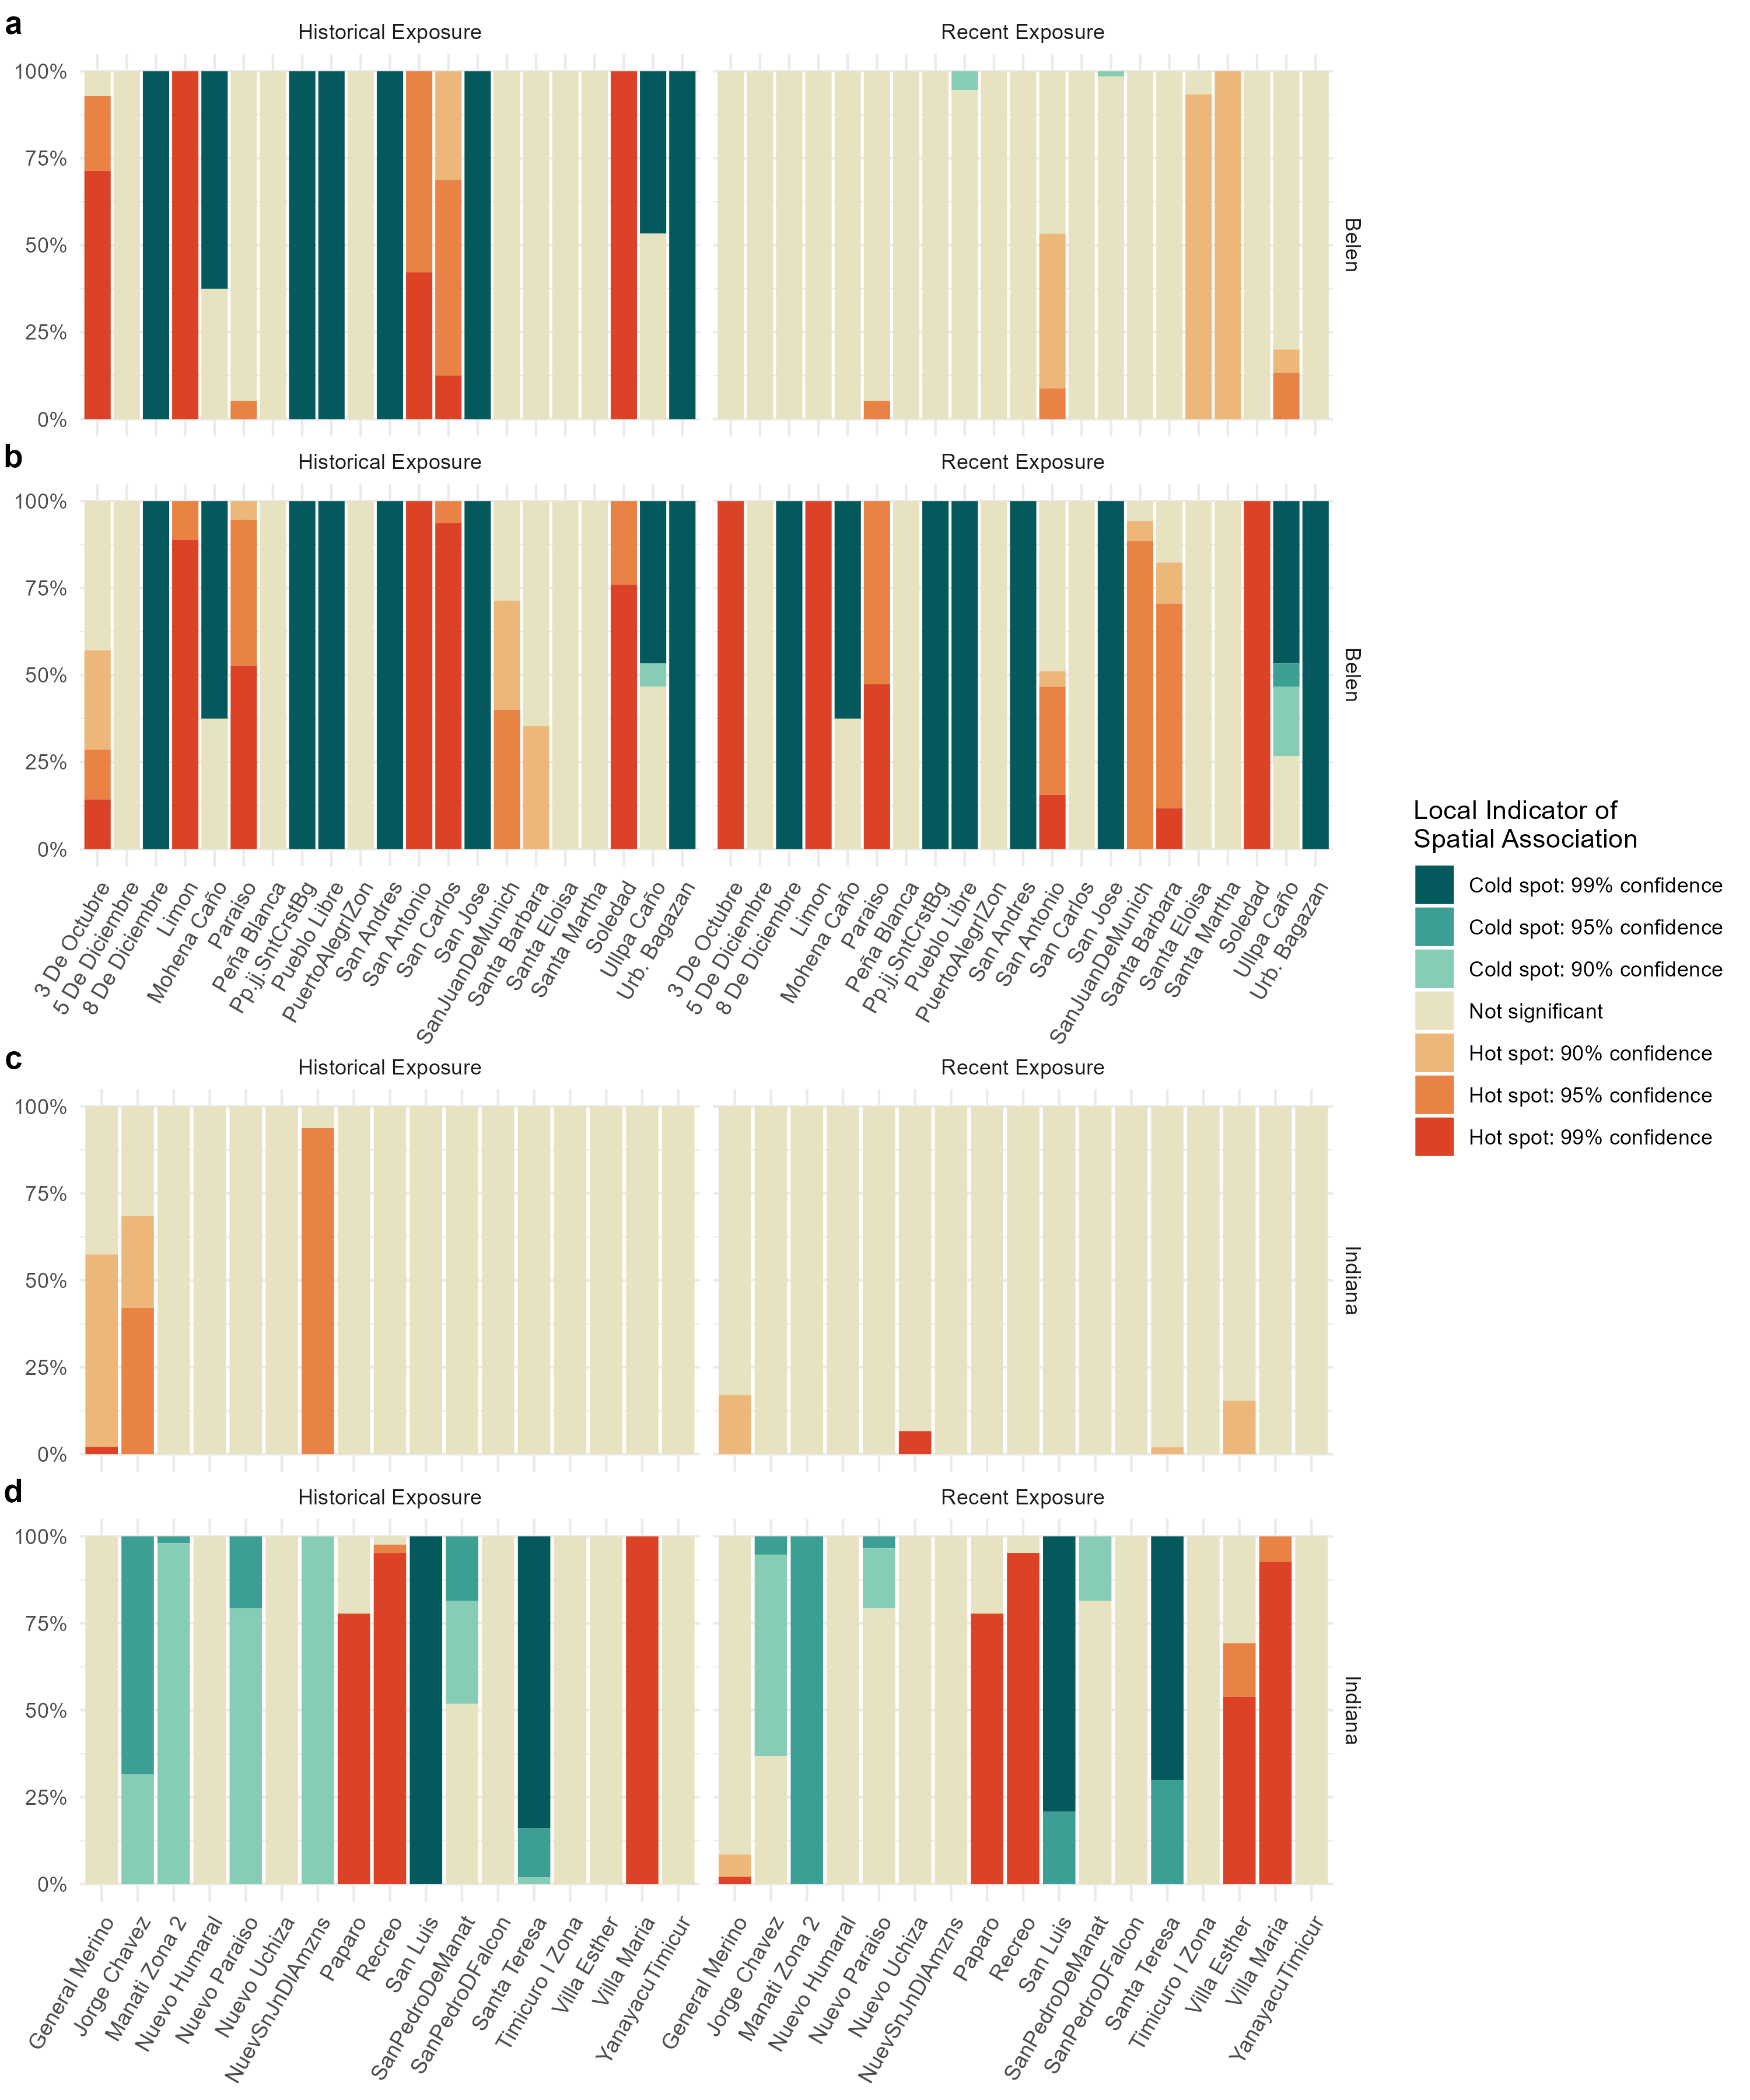 a
Historical Exposure
Recent Exposure
100%
75%
50%
25%
0%
Belen
b
Historical Exposure
Recent Exposure
100%
75%
50%
25%
0%
Belen
3 De Octubre
5 De Diciembre
8 De Diciembre
Limon
Mohena Caño
Paraiso
Peña Blanca
Pp.jj.SntCrstBg
Pueblo Libre
PuertoAlegrIZon
San Andres
San Antonio
San Carlos
San Jose
SanJuanDeMunich
Santa Barbara
Santa Eloisa
Santa Martha
Soledad
Ullpa Caño
Urb. Bagazan
3 De Octubre
5 De Diciembre
8 De Diciembre
Limon
Mohena Caño
Paraiso
Peña Blanca
Pp.jj.SntCrstBg
Pueblo Libre
PuertoAlegrIZon
San Andres
San Antonio
San Carlos
San Jose
SanJuanDeMunich
Santa Barbara
Santa Eloisa
Santa Martha
Soledad
Ullpa Caño
Urb. Bagazan
Local Indicator of
Spatial Association
Cold spot: 99% confidence
Cold spot: 95% confidence
Cold spot: 90% confidence
Not significant
Hot spot: 90% confidence
Hot spot: 95% confidence
Hot spot: 99% confidence
c
Historical Exposure
Recent Exposure
100%
75%
50%
25%
0%
Indiana
d
Historical Exposure
Recent Exposure
100%
75%
50%
25%
0%
Indiana
General Merino
Jorge Chavez
Manati Zona 2
Nuevo Humaral
Nuevo Paraiso
Nuevo Uchiza
NuevSnJnDlAmzns
Paparo
Recreo
San Luis
SanPedroDeManat
SanPedroDFalcon
Santa Teresa
Timicuro I Zona
Villa Esther
Villa Maria
YanayacuTimicur
General Merino
Jorge Chavez
Manati Zona 2
Nuevo Humaral
Nuevo Paraiso
Nuevo Uchiza
NuevSnJnDlAmzns
Paparo
Recreo
San Luis
SanPedroDeManat
SanPedroDFalcon
Santa Teresa
Timicuro I Zona
Villa Esther
Villa Maria
YanayacuTimicur